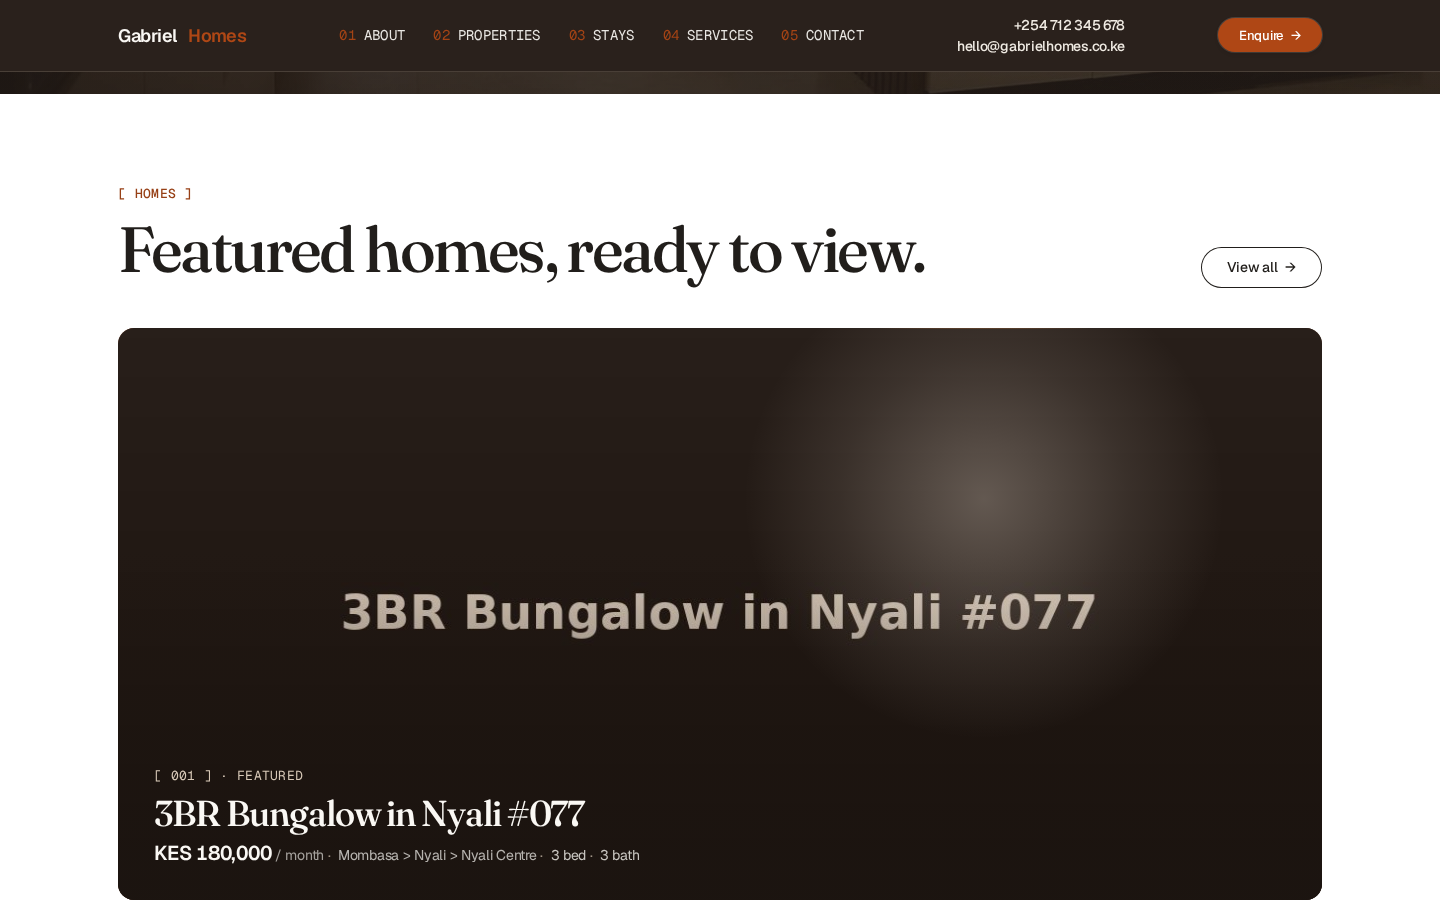 Gabriel Homes
01 ABOUT 02 PROPERTIES 03 STAYS 04 SERVICES 05 CONTACT
+254 712 345 678
hello@gabrielhomes.co.ke
Enquire →
[ HOMES ]
Featured homes, ready to view.
View all →
3BR Bungalow in Nyali #077
[ 001 ] · FEATURED
3BR Bungalow in Nyali #077
KES 180,000 / month · Mombasa > Nyali > Nyali Centre · 3 bed · 3 bath